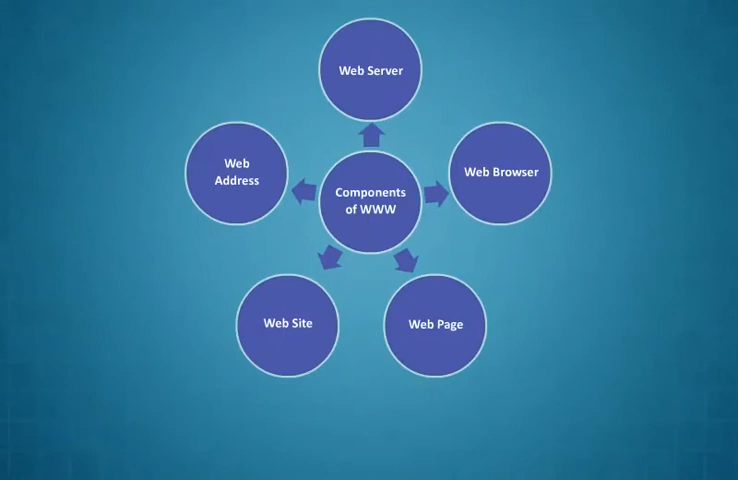 Web Server
Web
Address
Web Browser
Components
of WWW
Web Site
Web Page